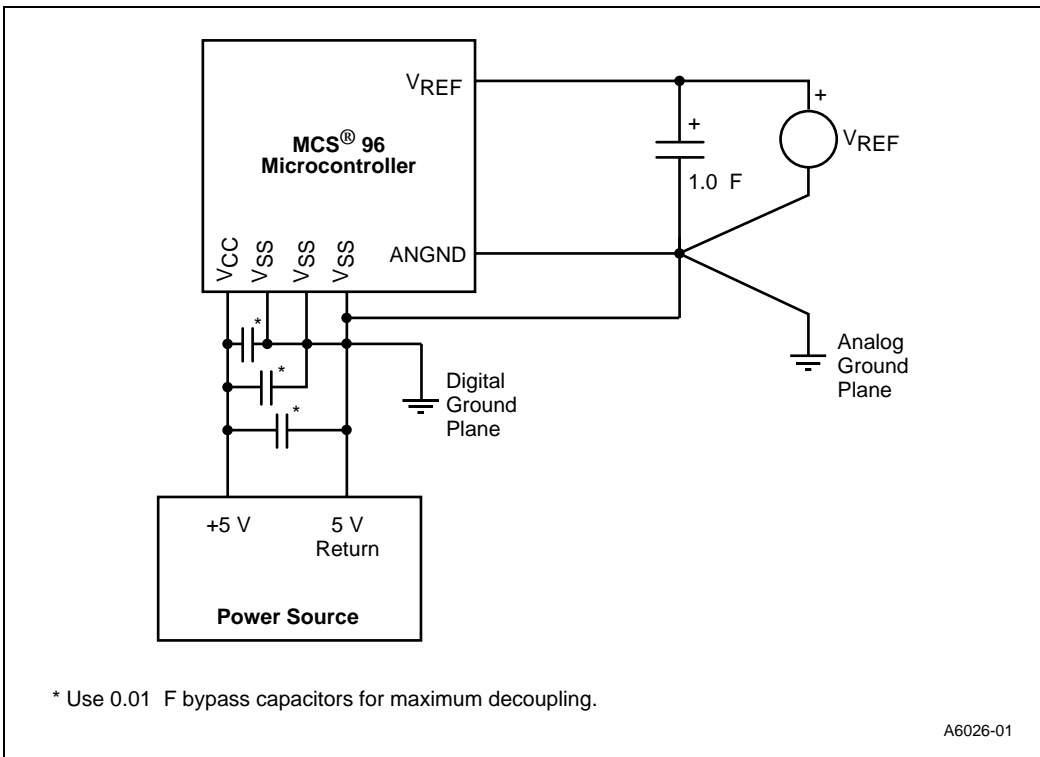 VREF
MCS® 96
Microcontroller
+
+
VREF
1.0 F
VCC
VSS
VSS
VSS
ANGND
*
*
*
Digital
Ground
Plane
Analog
Ground
Plane
+5 V
5 V
Return
Power Source
* Use 0.01 F bypass capacitors for maximum decoupling.
A6026-01